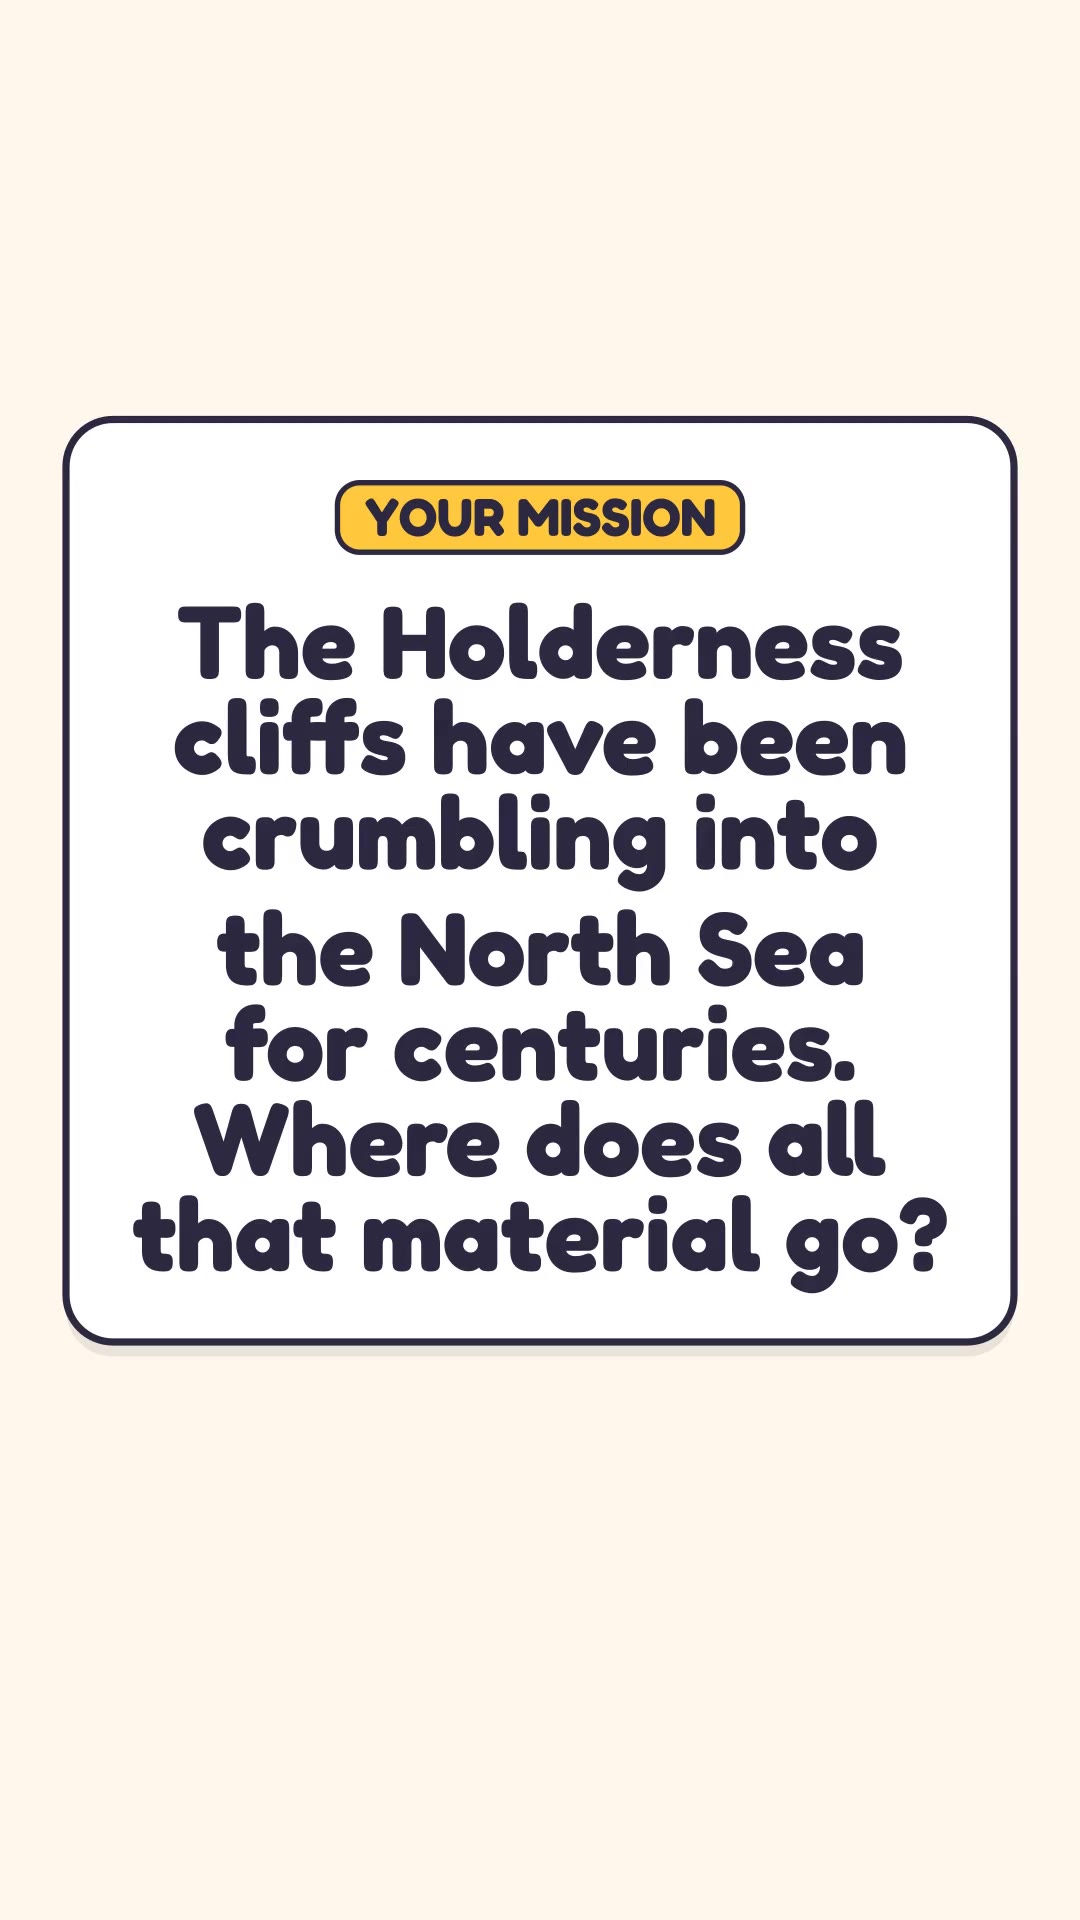 YOUR MISSION
The Holderness
cliffs have been
crumbling into
the North Sea
for centuries.
Where does all
that material go?